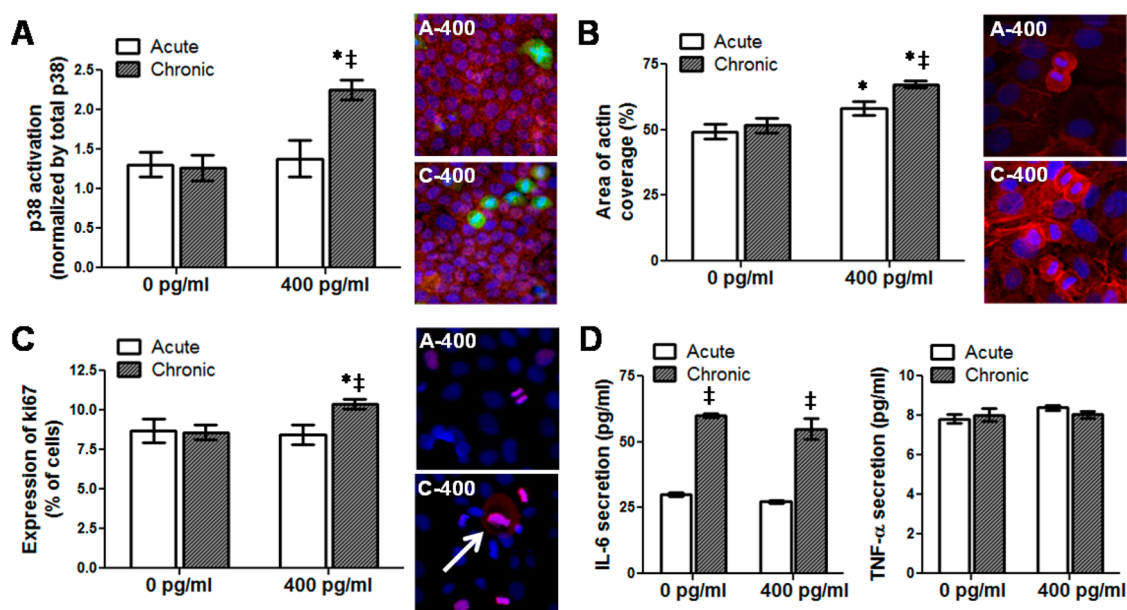 A
Acute
Chronic
p38 activation
(normalized by total p38)
2.5
2.0
1.5
1.0
0.5
0.0
*‡
0 pg/ml
400 pg/ml
A-400
C-400
B
Acute
Chronic
Area of actin
coverage (%)
75
50
25
0
*
*‡
0 pg/ml
400 pg/ml
A-400
C-400
C
Acute
Chronic
Expression of ki67
(% of cells)
12.5
10.0
7.5
5.0
2.5
0.0
*‡
0 pg/ml
400 pg/ml
A-400
C-400
D
Acute
Chronic
IL-6 secretion (pg/ml)
75
50
25
0
‡
‡
0 pg/ml
400 pg/ml
Acute
Chronic
TNF-α secretion (pg/ml)
10
8
6
4
2
0
0 pg/ml
400 pg/ml